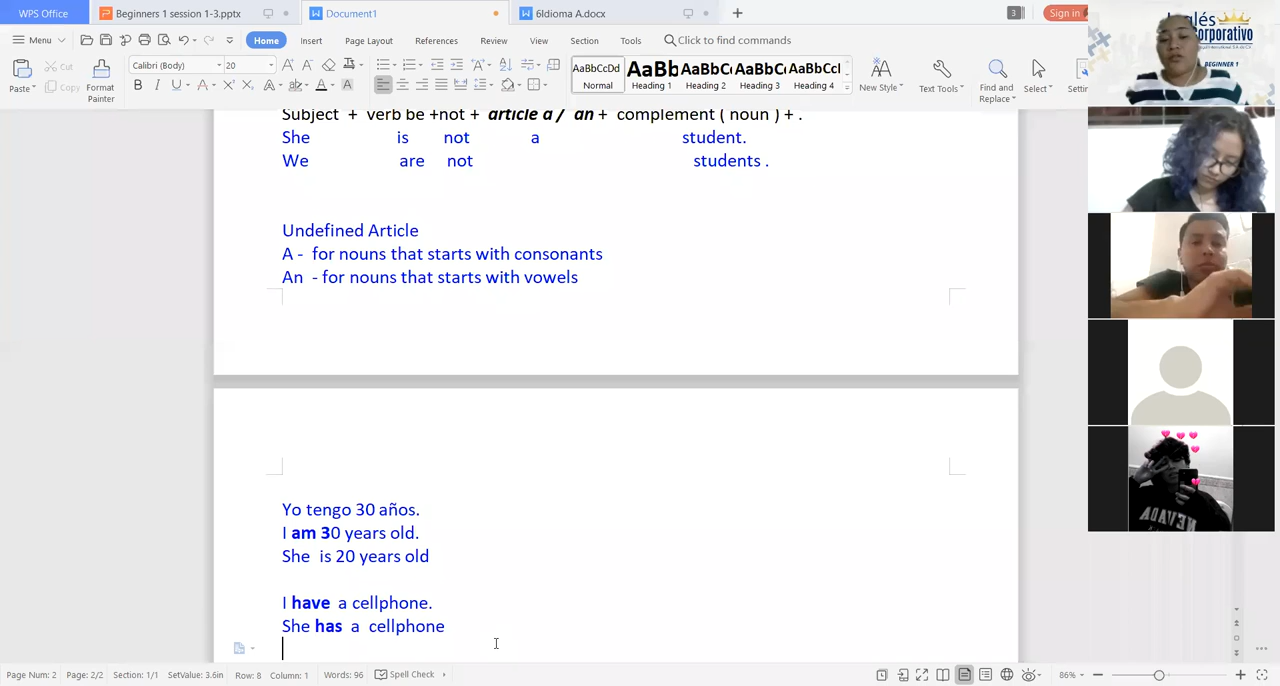 WPS Office
Beginners 1 session 1-3.pptx
Document1
6Idioma A.docx
3
Sign in
Menu
Home
Insert
Page Layout
References
Review
View
Section
Tools
Click to find commands
Paste
Cut
Copy
Format Painter
Calibri (Body)
20
AaBbCcDd
Normal
Heading 1
Heading 2
Heading 3
Heading 4
New Style
Text Tools
Find and Replace
Select
Corporativo
BEGINNER 1
Subject + verb be +not + article a / an + complement ( noun ) + .
She is not a student.
We are not students .
Undefined Article
A - for nouns that starts with consonants
An - for nouns that starts with vowels
Yo tengo 30 años.
I am 30 years old.
She is 20 years old
I have a cellphone.
She has a cellphone
NEVADA
Page Num: 2
Page: 2/2
Section: 1/1
SetValue: 3.6in
Row: 8
Column: 1
Words: 96
Spell Check
86%